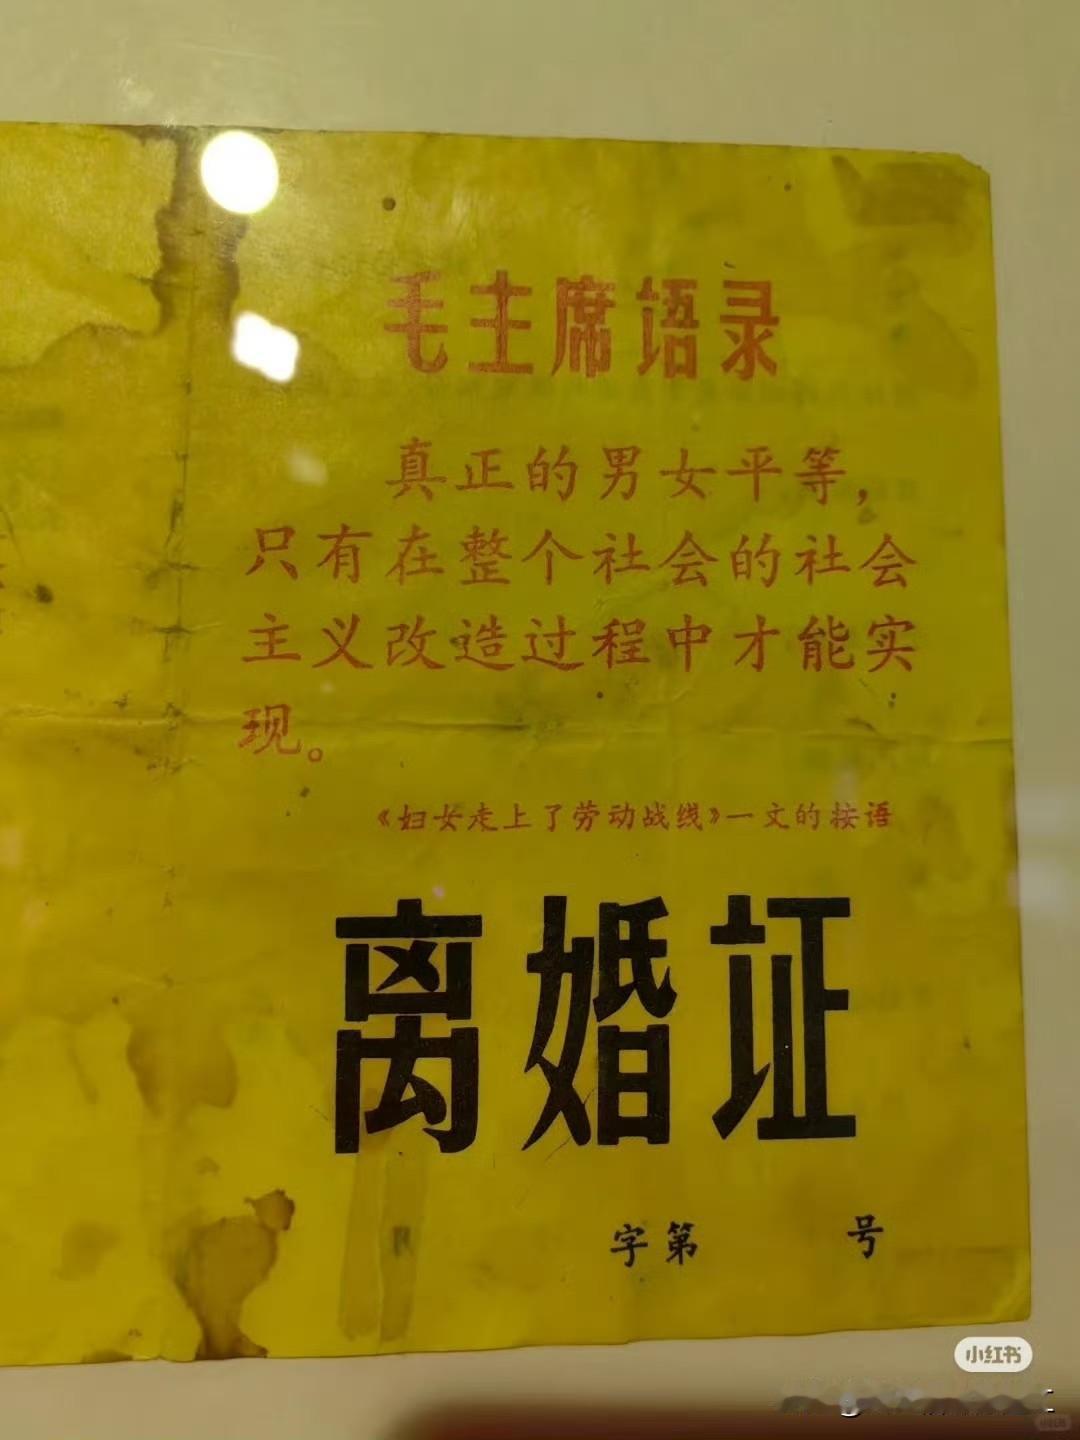 毛主席语录
真正的男女平等，
只有在整个社会的社会
主义改造过程中才能实
现。
《妇女走上了劳动战线》一文的按语
离婚证
字第 号
小红书